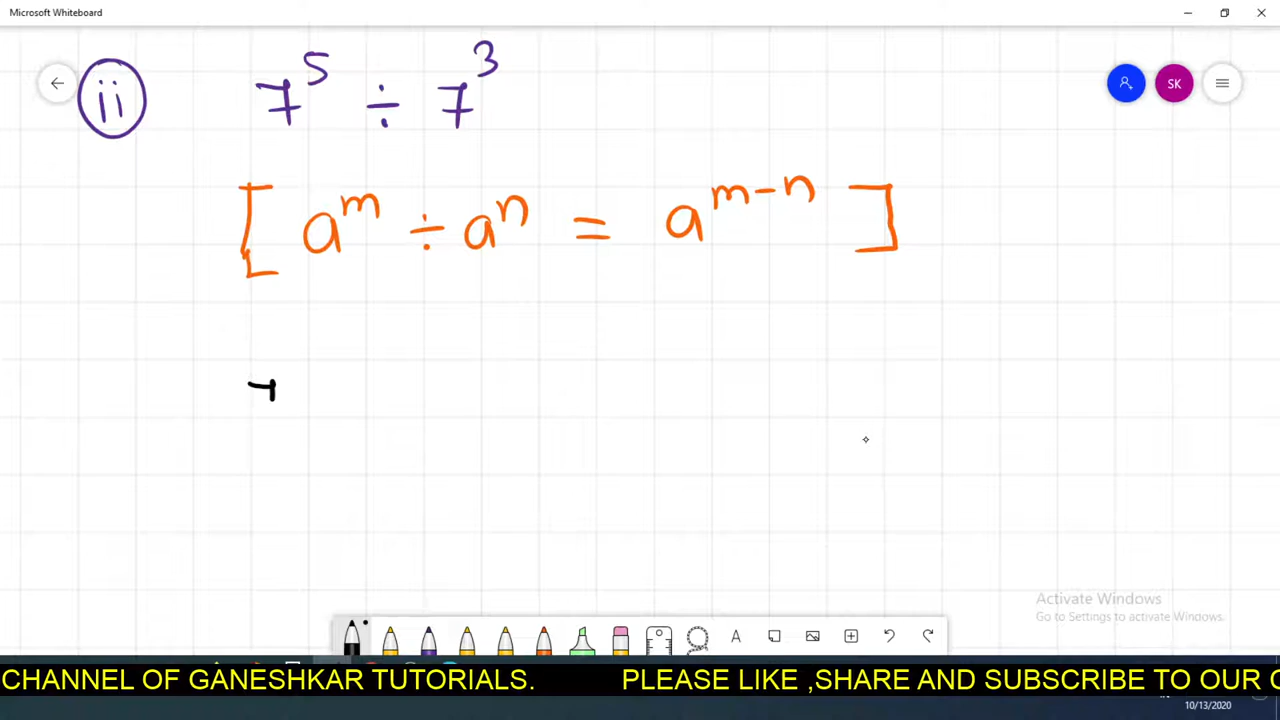 Microsoft Whiteboard
ii 7^5 ÷ 7^3
SK
[ a^m ÷ a^n = a^{m-n} ]
Activate Windows
Go to Settings to activate Windows.
A
CHANNEL OF GANESHKAR TUTORIALS. PLEASE LIKE ,SHARE AND SUBSCRIBE TO OUR
10/13/2020